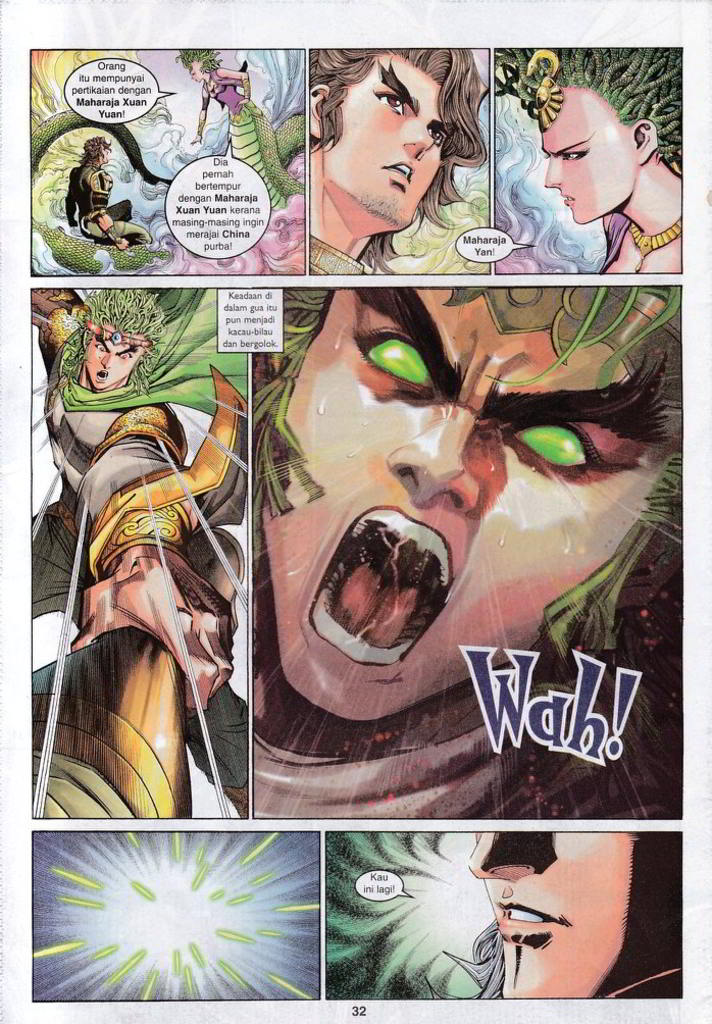 Orang
itu mempunyai
pertikaian dengan
Maharaja Xuan
Yuan!
Dia
pernah
bertempur
dengan Maharaja
Xuan Yuan kerana
masing-masing ingin
merajai China
purba!
Maharaja
Yan!
Keadaan di
dalam gua itu
pun menjadi
kacau-bilau
dan bergolok.
Wah!
Kau
ini lagi!
32